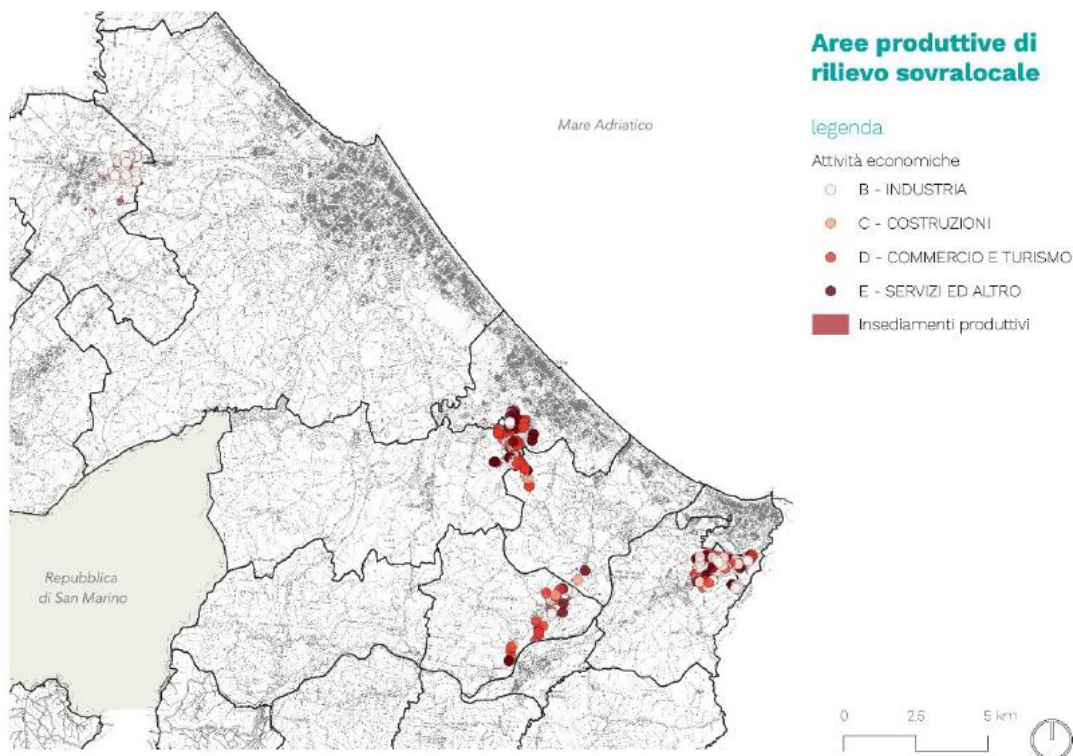 Aree produttive di
rilievo sovralocale
Mare Adriatico
legenda
Attività economiche
B - INDUSTRIA
C - COSTRUZIONI
D - COMMERCIO E TURISMO
E - SERVIZI ED ALTRO
Insediamenti produttivi
Repubblica
di San Marino
0 2.5 5 km